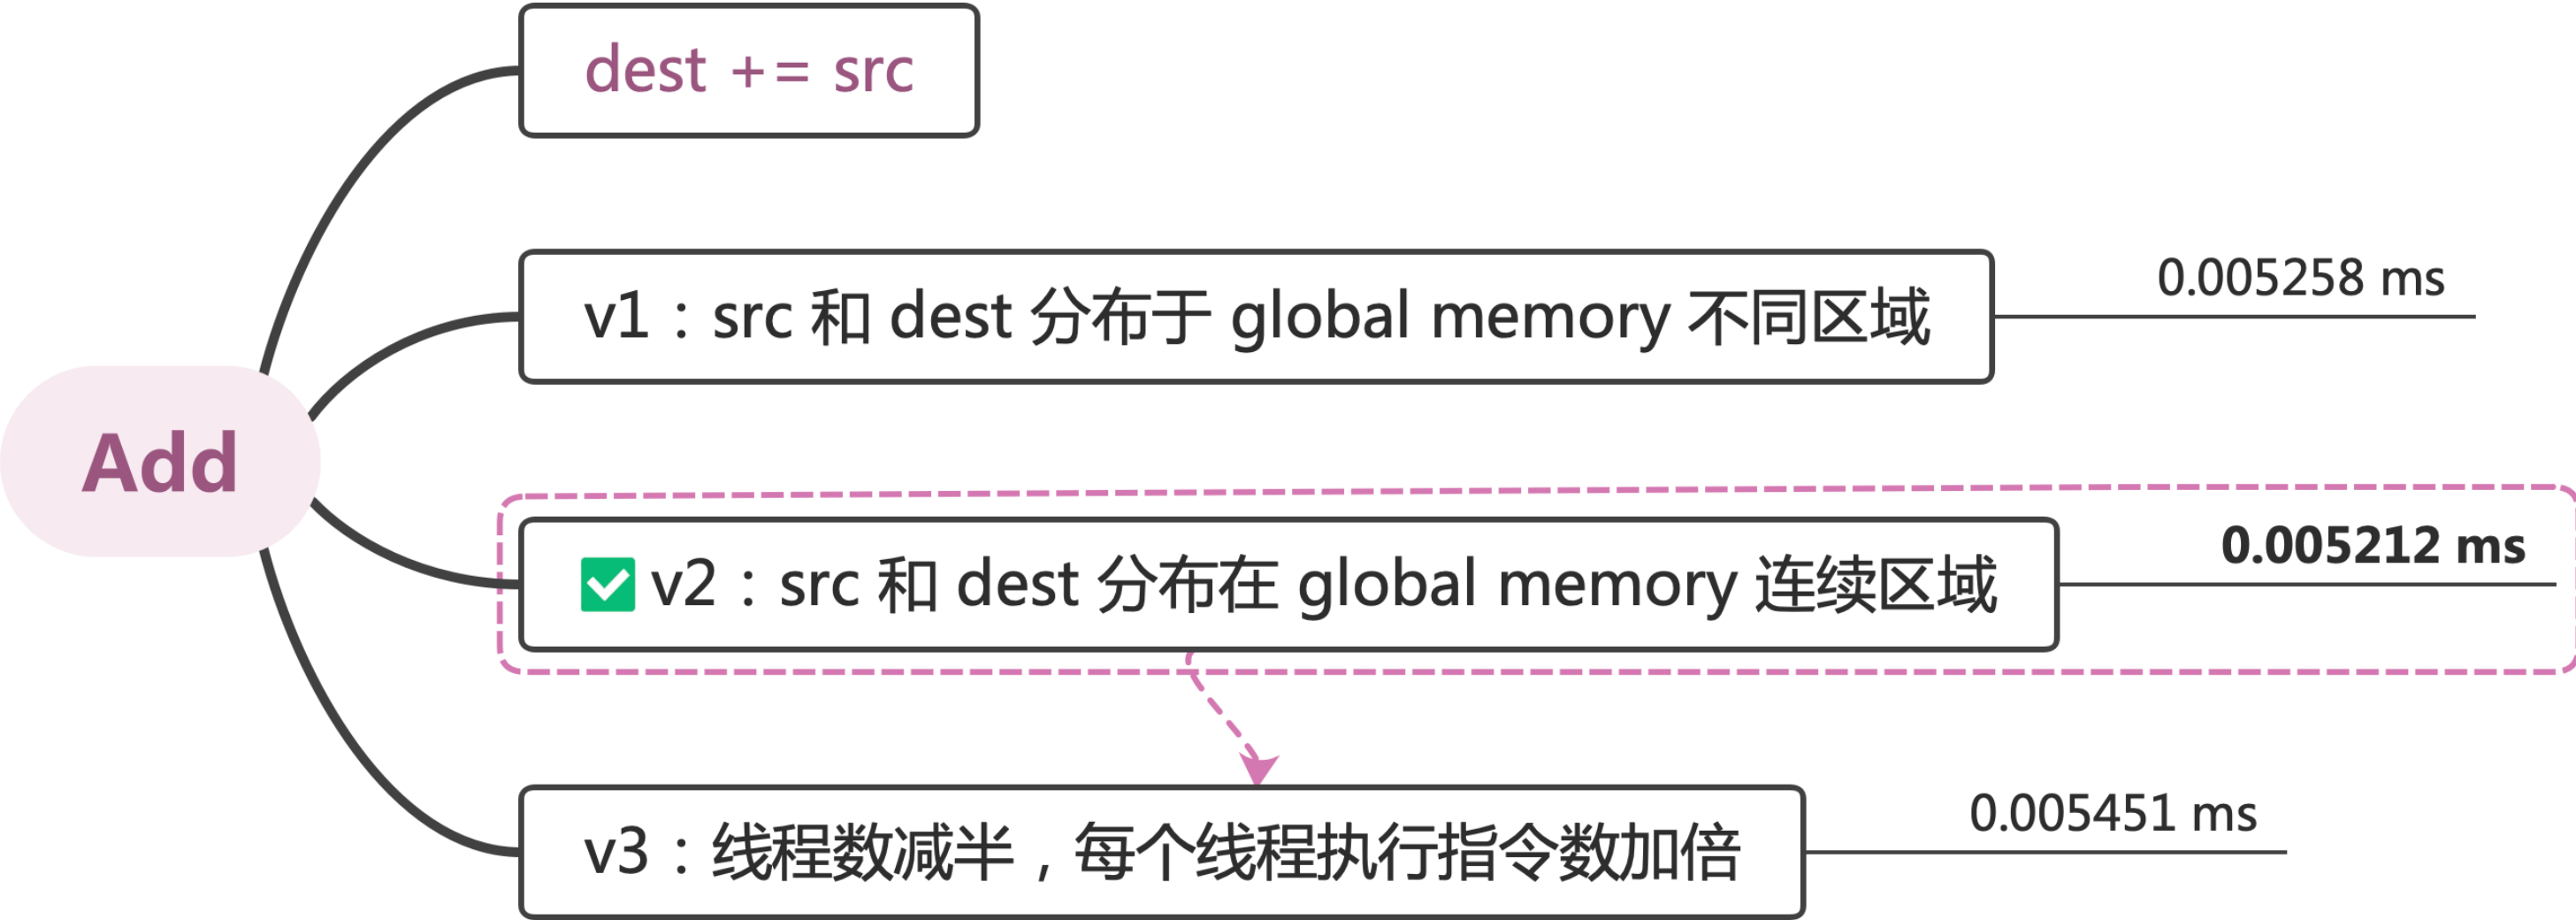 dest += src
v1：src 和 dest 分布于 global memory 不同区域
0.005258 ms
Add
✅ v2：src 和 dest 分布在 global memory 连续区域
0.005212 ms
v3：线程数减半，每个线程执行指令数加倍
0.005451 ms